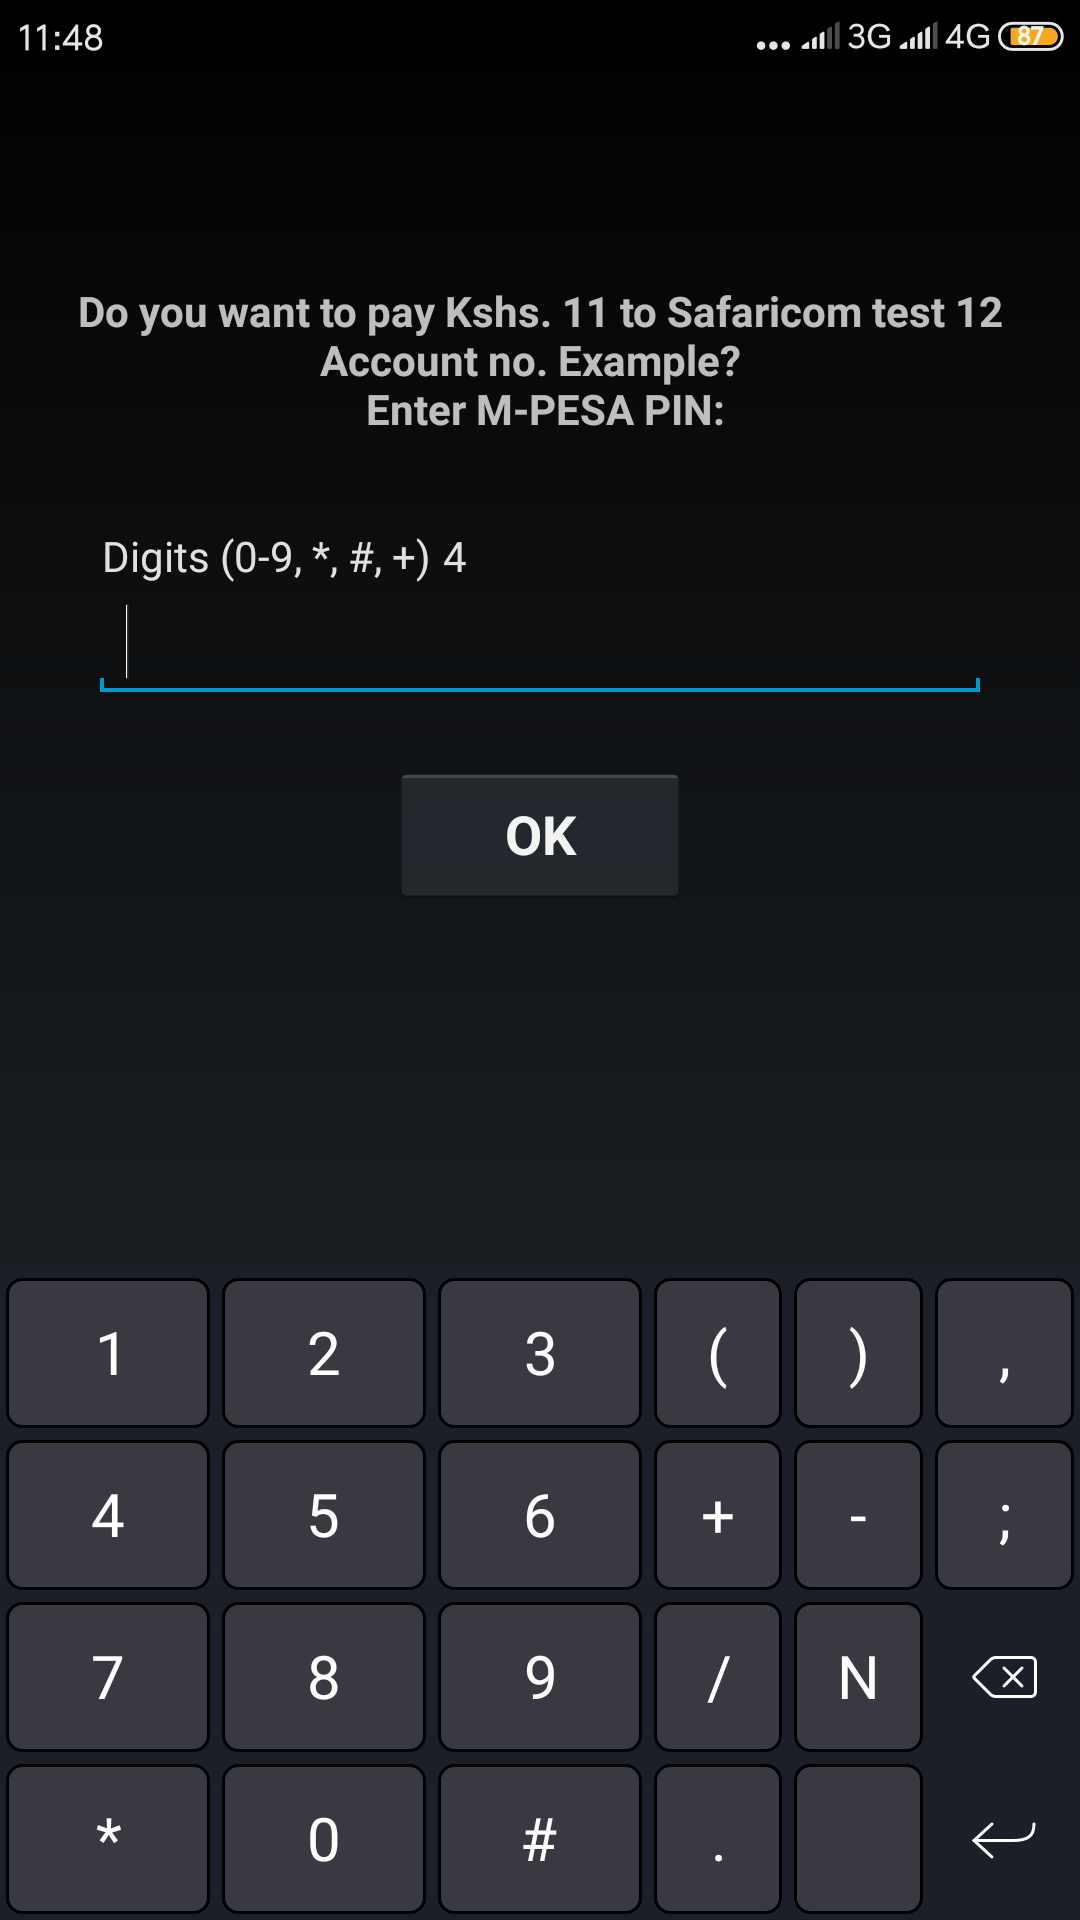 11:48
... 3G 4G 87
Do you want to pay Kshs. 11 to Safaricom test 12
Account no. Example?
Enter M-PESA PIN:
Digits (0-9, *, #, +) 4
OK
1 2 3 ( ) ,
4 5 6 + - ;
7 8 9 / N
* 0 # .